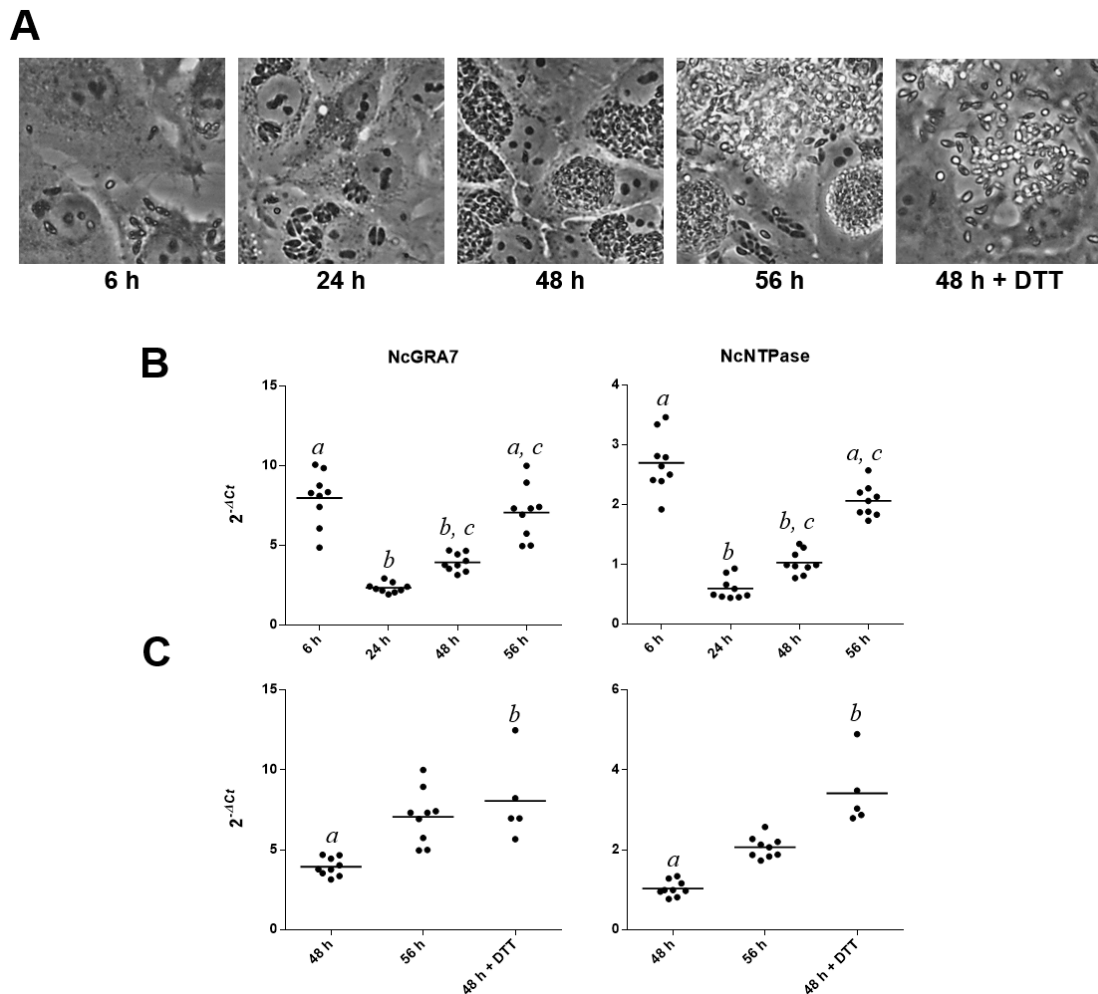 A
6 h
24 h
48 h
56 h
48 h + DTT
B
NcGRA7
NcNTPase
15
10
5
0
2^-ΔCt
a
b
b, c
a, c
6 h
24 h
48 h
56 h
4
3
2
1
0
a
b
b, c
a, c
6 h
24 h
48 h
56 h
C
15
10
5
0
2^-ΔCt
a
b
48 h
56 h
48 h + DTT
6
4
2
0
a
b
48 h
56 h
48 h + DTT